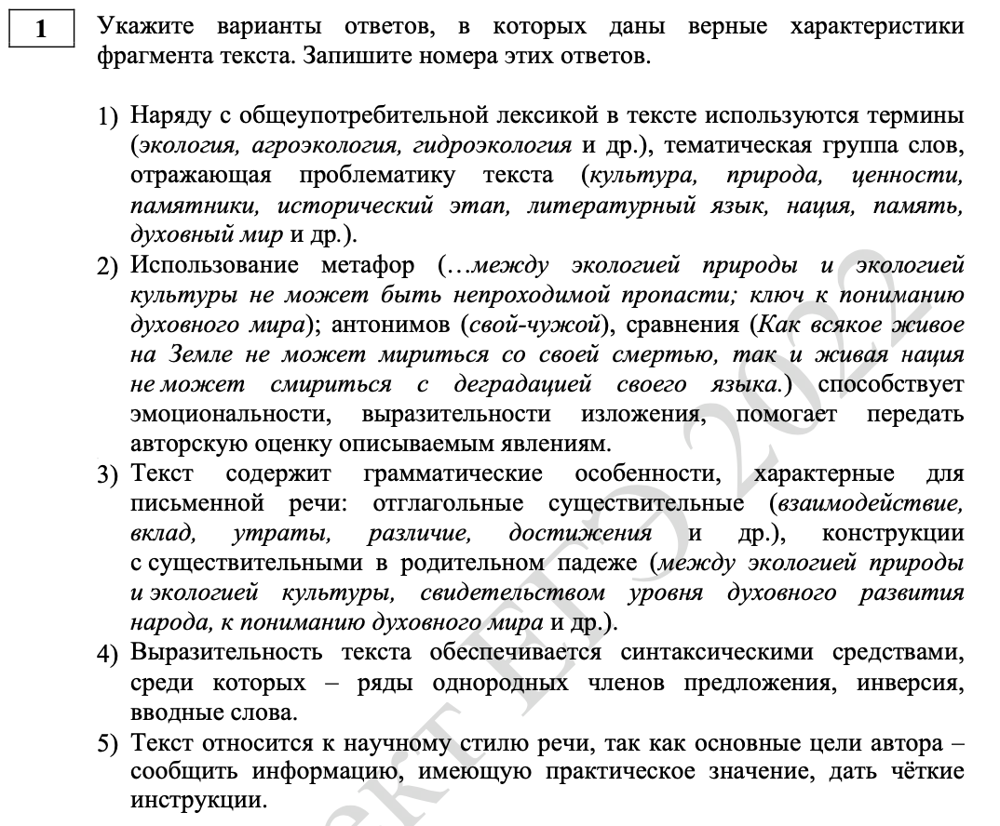 1
Укажите варианты ответов, в которых даны верные характеристики
фрагмента текста. Запишите номера этих ответов.
1) Наряду с общеупотребительной лексикой в тексте используются термины
(экология, агроэкология, гидроэкология и др.), тематическая группа слов,
отражающая проблематику текста (культура, природа, ценности,
памятники, исторический этап, литературный язык, нация, память,
духовный мир и др.).
2) Использование метафор (…между экологией природы и экологией
культуры не может быть непроходимой пропасти; ключ к пониманию
духовного мира); антонимов (свой-чужой), сравнения (Как всякое живое
на Земле не может мириться со своей смертью, так и живая нация
не может смириться с деградацией своего языка.) способствует
эмоциональности, выразительности изложения, помогает передать
авторскую оценку описываемым явлениям.
3) Текст содержит грамматические особенности, характерные для
письменной речи: отглагольные существительные (взаимодействие,
вклад, утраты, различие, достижения и др.), конструкции
с существительными в родительном падеже (между экологией природы
и экологией культуры, свидетельством уровня духовного развития
народа, к пониманию духовного мира и др.).
4) Выразительность текста обеспечивается синтаксическими средствами,
среди которых – ряды однородных членов предложения, инверсия,
вводные слова.
5) Текст относится к научному стилю речи, так как основные цели автора –
сообщить информацию, имеющую практическое значение, дать чёткие
инструкции.
ект ЕГЭ 2022